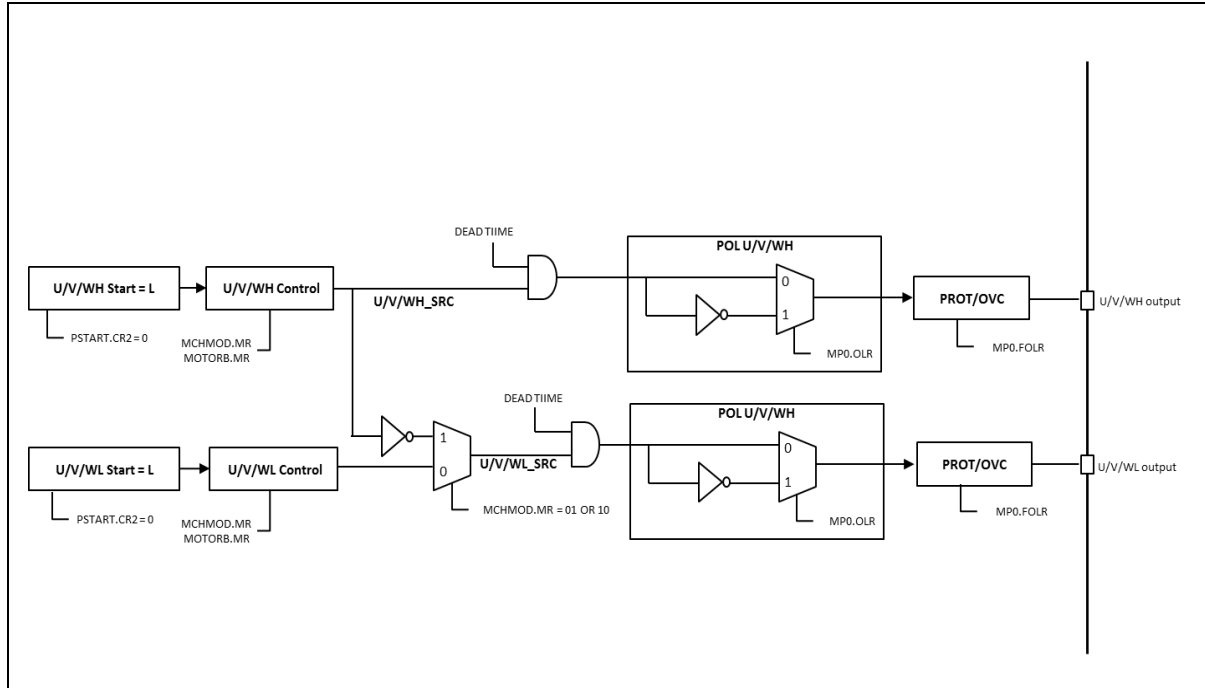 DEAD TIIME
POL U/V/WH
U/V/WH Start = L
U/V/WH Control
U/V/WH_SRC
0
1
PROT/OVC
U/V/WH output
PSTART.CR2 = 0
MCHMOD.MR
MOTORB.MR
MP0.OLR
MP0.FOLR
DEAD TIIME
POL U/V/WH
U/V/WL Start = L
U/V/WL Control
1
0
U/V/WL_SRC
0
1
PROT/OVC
U/V/WL output
PSTART.CR2 = 0
MCHMOD.MR
MOTORB.MR
MCHMOD.MR = 01 OR 10
MP0.OLR
MP0.FOLR